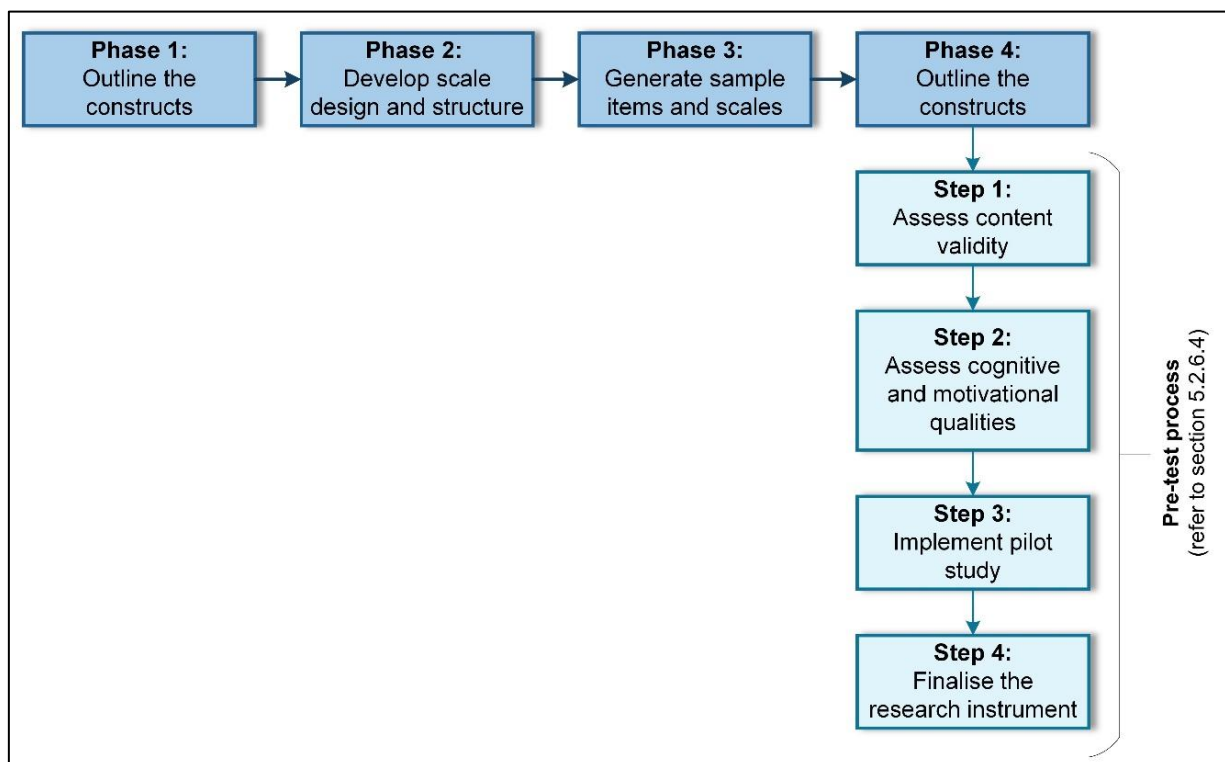 Phase 1:
Outline the
constructs
Phase 2:
Develop scale
design and structure
Phase 3:
Generate sample
items and scales
Phase 4:
Outline the
constructs
Step 1:
Assess content
validity
Step 2:
Assess cognitive
and motivational
qualities
Step 3:
Implement pilot
study
Step 4:
Finalise the
research instrument
Pre-test process
(refer to section 5.2.6.4)